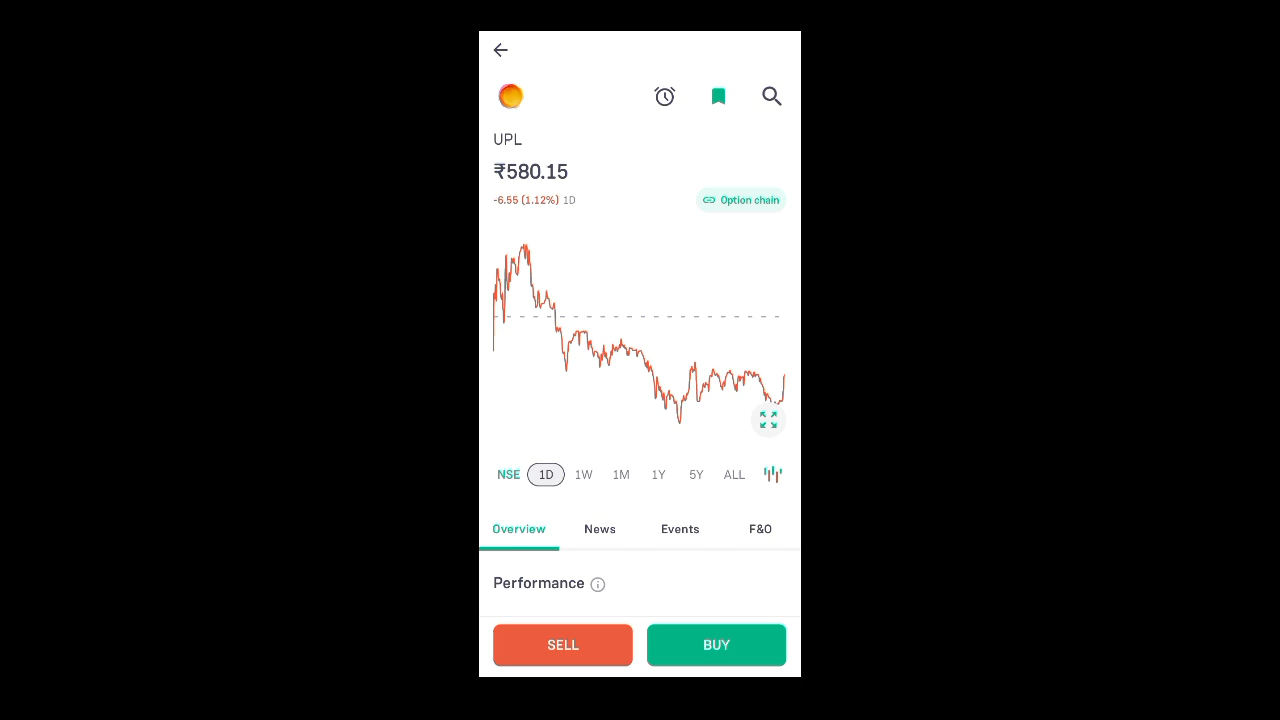 UPL
₹580.15
-6.55 (1.12%) 1D
Option chain
NSE 1D 1W 1M 1Y 5Y ALL
Overview News Events F&O
Performance
SELL BUY